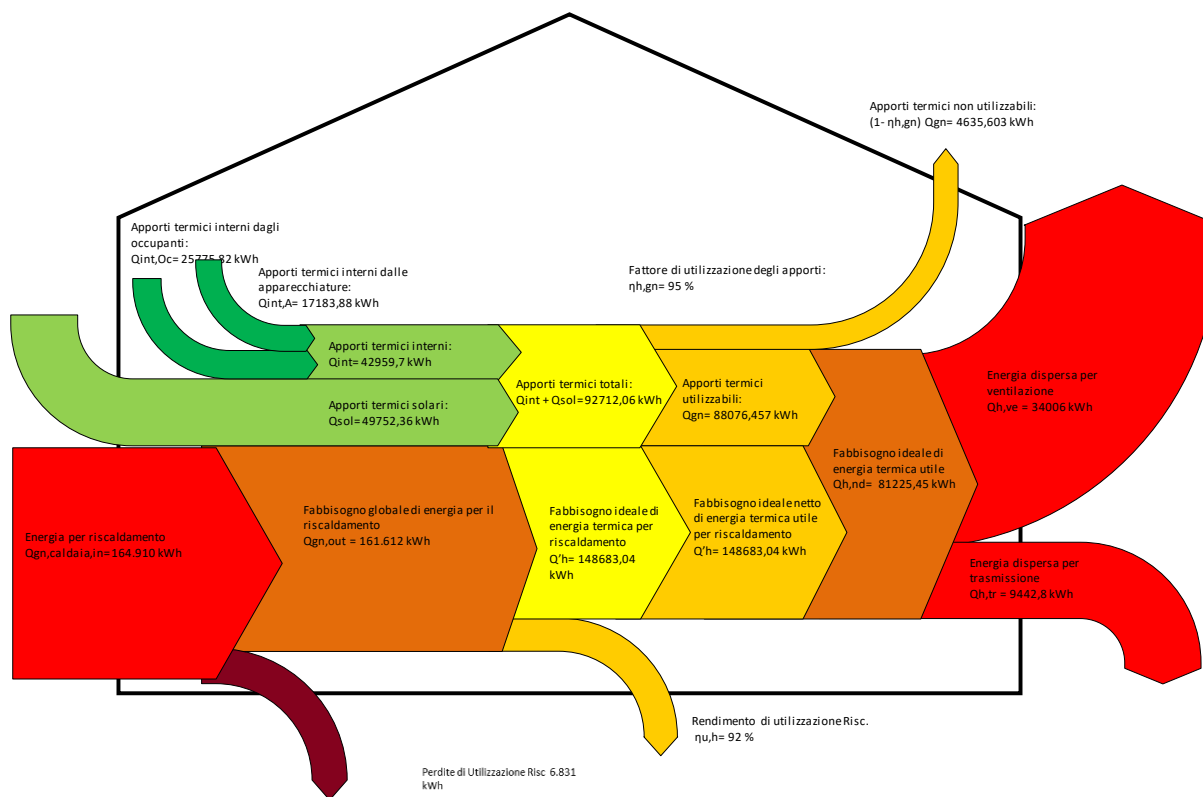 Apporti termici non utilizzabili:
(1- ηh,gn) Qgn= 4635,603 kWh
Apporti termici interni dagli
occupanti:
Qint,Oc= 25775,82 kWh
Apporti termici interni dalle
apparecchiature:
Qint,A= 17183,88 kWh
Fattore di utilizzazione degli apporti:
ηh,gn= 95 %
Apporti termici interni:
Qint= 42959,7 kWh
Apporti termici solari:
Qsol= 49752,36 kWh
Apporti termici totali:
Qint + Qsol= 92712,06 kWh
Apporti termici
utilizzabili:
Qgn= 88076,457 kWh
Energia dispersa per
ventilazione
Qh,ve = 34006 kWh
Fabbisogno ideale di
energia termica utile
Qh,nd= 81225,45 kWh
Energia per riscaldamento
Qgn,caldaia,in=164.910 kWh
Fabbisogno globale di energia per il
riscaldamento
Qgn,out = 161.612 kWh
Fabbisogno ideale di
energia termica per
riscaldamento
Q'h= 148683,04
kWh
Fabbisogno ideale netto
di energia termica utile
per riscaldamento
Q'h= 148683,04 kWh
Energia dispersa per
trasmissione
Qh,tr = 9442,8 kWh
Rendimento di utilizzazione Risc.
ηu,h= 92 %
Perdite di Utilizzazione Risc 6.831
kWh